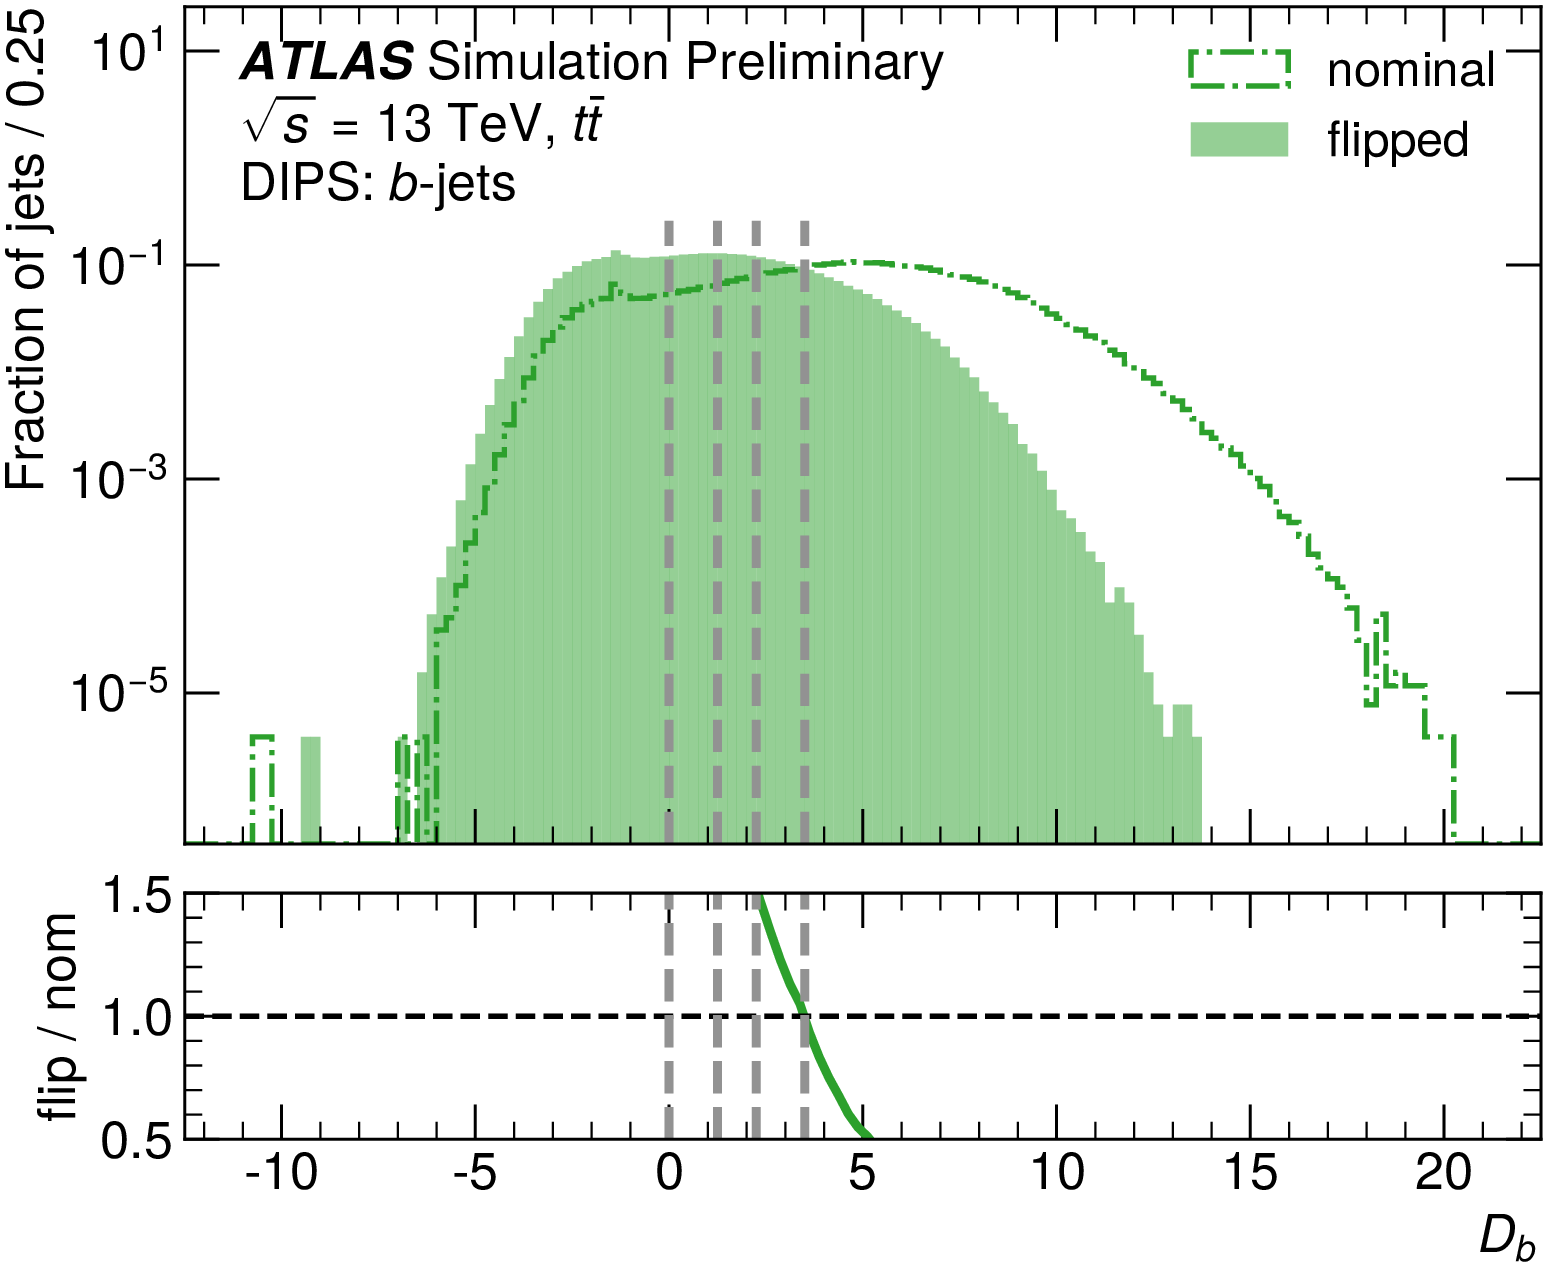 Fraction of jets / 0.25
10¹
10⁻¹
10⁻³
10⁻⁵
ATLAS Simulation Preliminary
√s = 13 TeV, tt̄
DIPS: b-jets
nominal
flipped
flip / nom
1.5
1.0
0.5
-10 -5 0 5 10 15 20
D_b